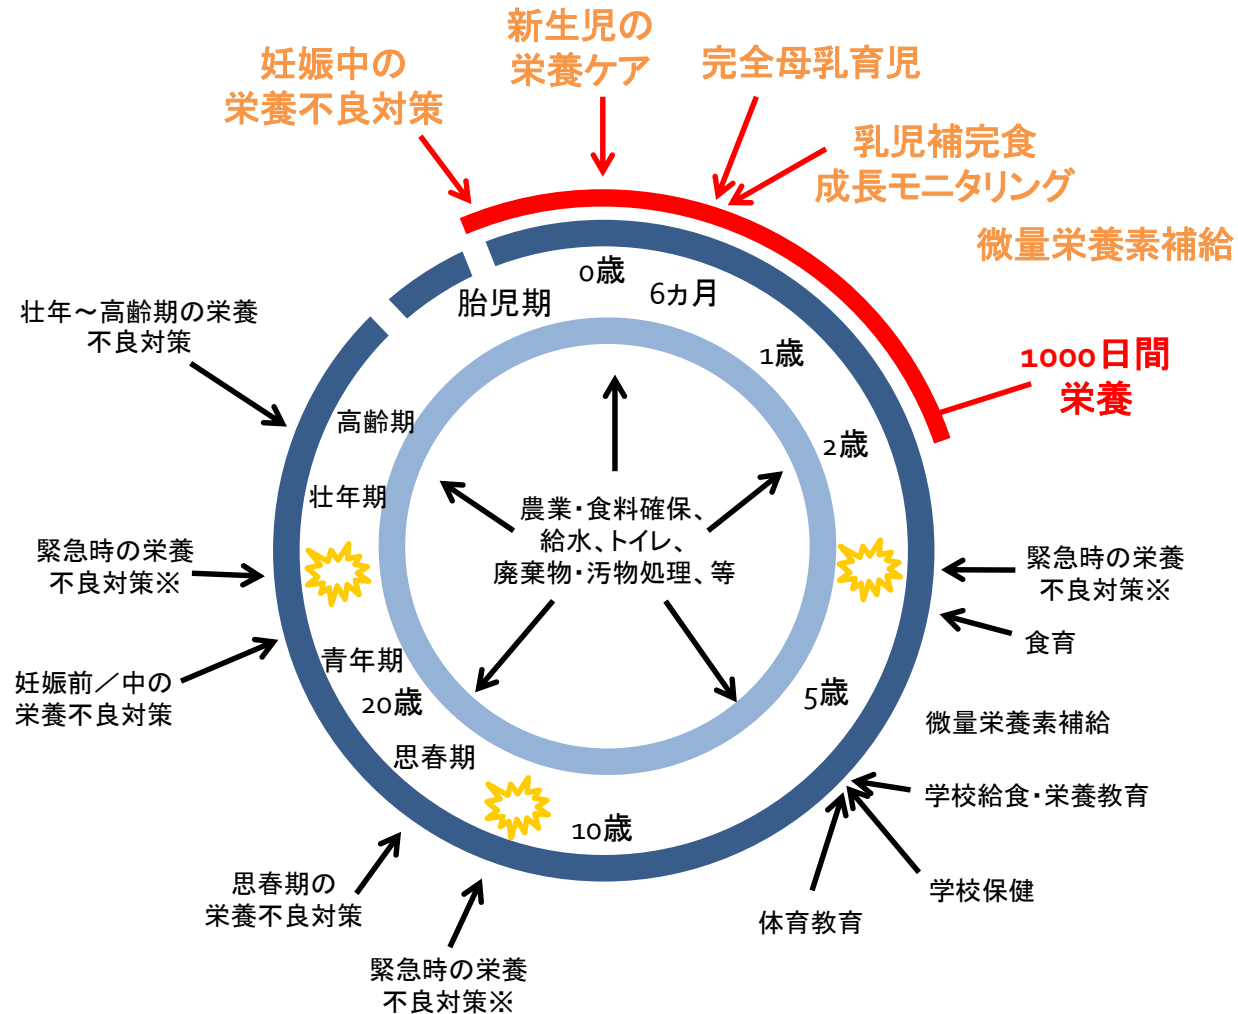 新生児の
栄養ケア
妊娠中の
栄養不良対策
完全母乳育児
乳児補完食
成長モニタリング
微量栄養素補給
1000日間
栄養
壮年～高齢期の栄養
不良対策
胎児期
0歳
6ヵ月
1歳
2歳
高齢期
壮年期
農業・食料確保、
給水、トイレ、
廃棄物・汚物処理、等
緊急時の栄養
不良対策※
緊急時の栄養
不良対策※
食育
妊娠前／中の
栄養不良対策
青年期
20歳
5歳
微量栄養素補給
思春期
10歳
学校給食・栄養教育
学校保健
体育教育
思春期の
栄養不良対策
緊急時の栄養
不良対策※